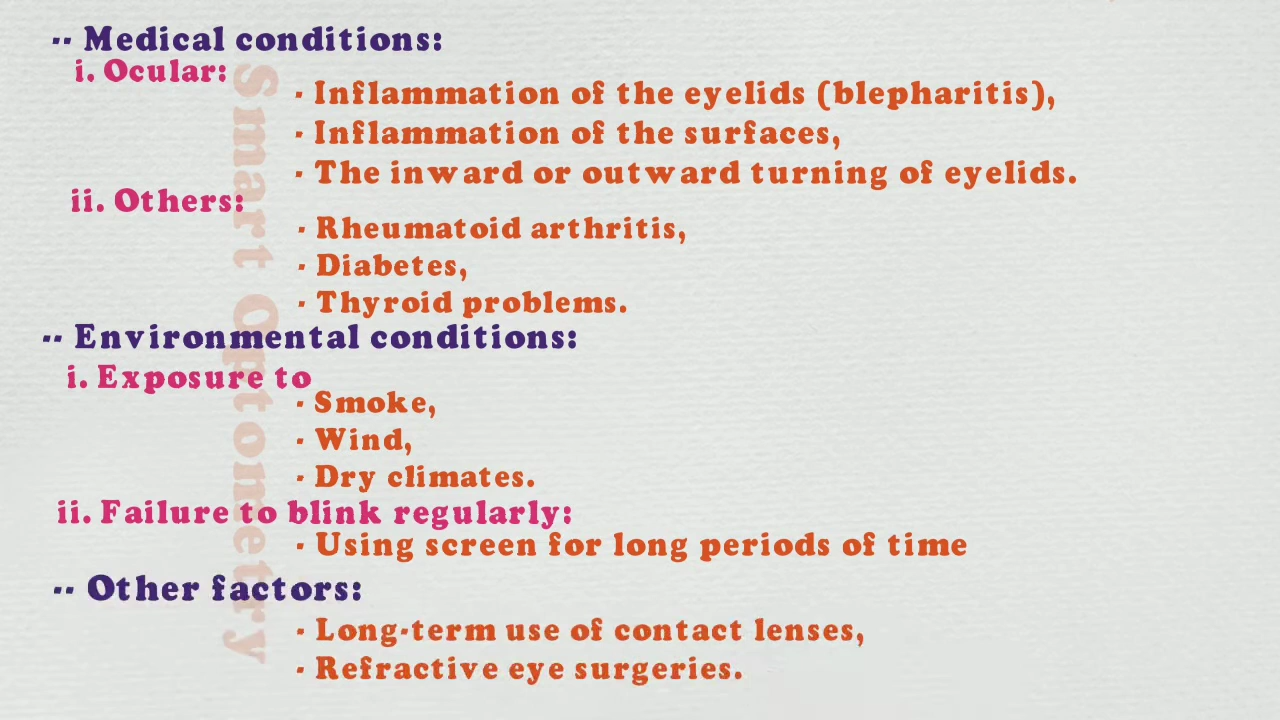 -- Medical conditions:
i. Ocular:
- Inflammation of the eyelids (blepharitis),
- Inflammation of the surfaces,
- The inward or outward turning of eyelids.
ii. Others:
- Rheumatoid arthritis,
- Diabetes,
- Thyroid problems.
-- Environmental conditions:
i. Exposure to
- Smoke,
- Wind,
- Dry climates.
ii. Failure to blink regularly:
- Using screen for long periods of time
-- Other factors:
- Long-term use of contact lenses,
- Refractive eye surgeries.
Smart Optometry